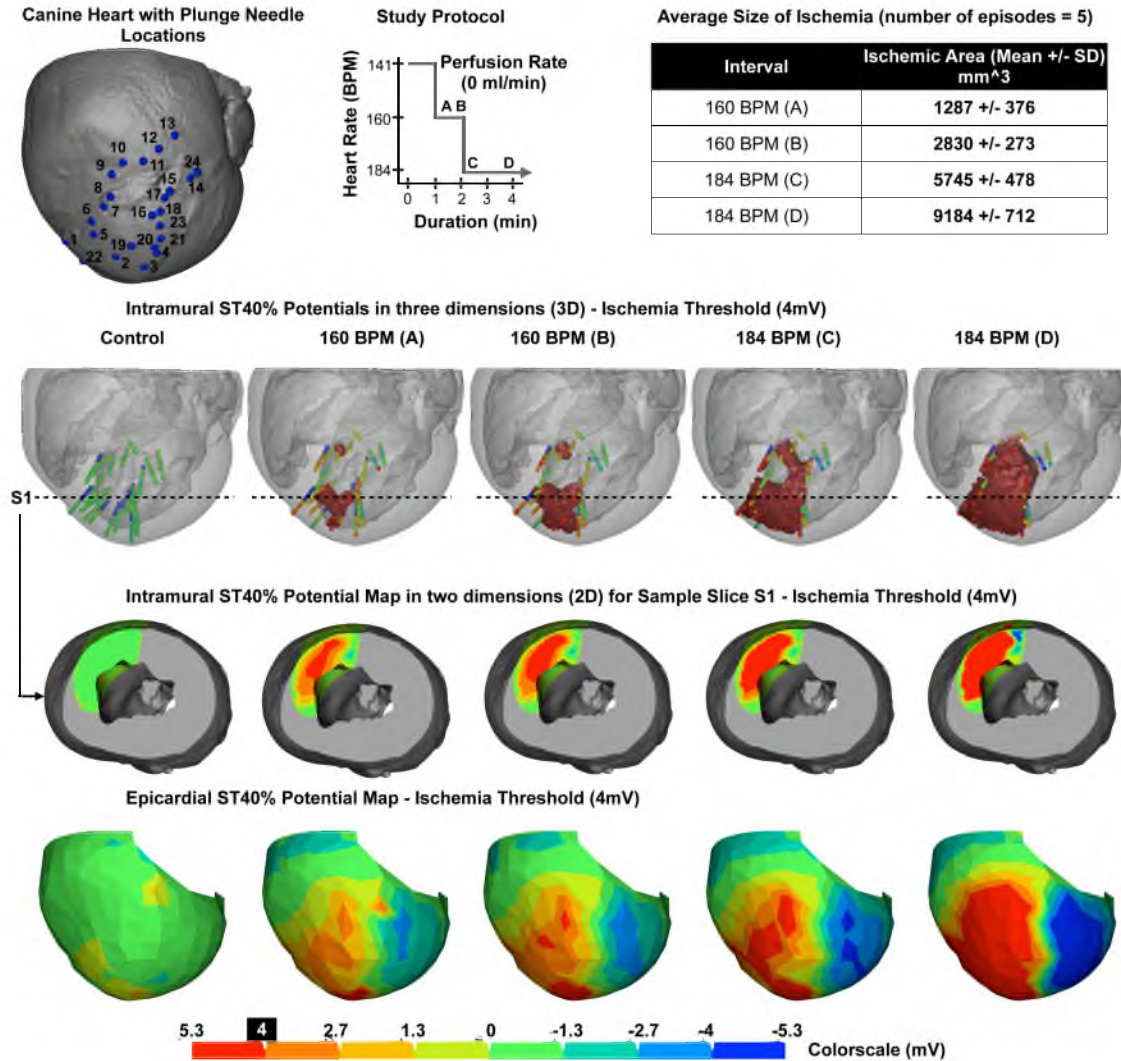 Canine Heart with Plunge Needle
Locations
13
12
10
11
24
9
15
14
8
17
16
18
6
7
23
5
19
20
21
1
4
22
2
3
Study Protocol
Heart Rate (BPM)
141
160
184
Perfusion Rate
(0 ml/min)
A B
C
D
0 1 2 3 4
Duration (min)
Average Size of Ischemia (number of episodes = 5)
Interval
Ischemic Area (Mean +/- SD)
mm^3
160 BPM (A) 1287 +/- 376
160 BPM (B) 2830 +/- 273
184 BPM (C) 5745 +/- 478
184 BPM (D) 9184 +/- 712
Intramural ST40% Potentials in three dimensions (3D) - Ischemia Threshold (4mV)
Control 160 BPM (A) 160 BPM (B) 184 BPM (C) 184 BPM (D)
S1
Intramural ST40% Potential Map in two dimensions (2D) for Sample Slice S1 - Ischemia Threshold (4mV)
Epicardial ST40% Potential Map - Ischemia Threshold (4mV)
5.3 4 2.7 1.3 0 -1.3 -2.7 -4 -5.3
Colorscale (mV)